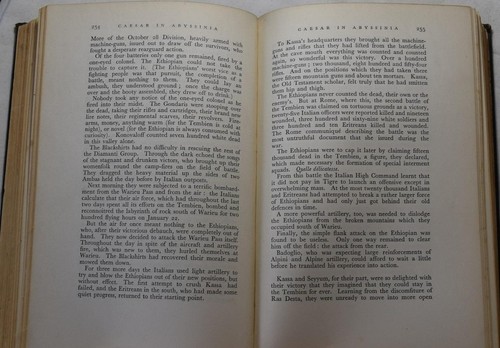 254
CAESAR IN ABYSSINIA
More of the October 28 Division, heavily armed with
machine-guns, issued out to draw off the survivors, who
fought a desperate rearguard action.
Of the four batteries only one gun remained, fired by a
one-eyed colonel. The Ethiopians could not take the
trouble to capture it. (The Ethiopians' worst vice as a
fighting people was that pursuit, the completing of a
battle, meant nothing to them. They could lay an
ambush, they understood ground; once the charge was
over and the booty assembled, they drew off to drink.)
Nobody took any notice of the one-eyed colonel as he
fired into their midst. The Gondaris were stooping over
the dead, taking their rifles and cartridges, their brand new
lire notes, their regimental scarves, their revolvers. Fire-
arms, money, anything warm (for the Tembien is cold at
night), or novel (for the Ethiopian is always consumed with
curiosity). Konovaloff counted seven hundred white dead
in this valley alone.
The Blackshirts had no difficulty in rescuing the rest of
the Diamanti Group. Through the dark echoed the songs
of the stagnant and drunken victors, who brought up their
womenfolk round the camp-fires on the field of battle.
They dragged the heavy material up the sides of two
Ambas held the day before by Italian outposts.
Next morning they were subjected to a terrific bombard-
ment from the Warieu Pass and from the air: the Italians
calculate that their air force, which had throughout the last
two days spent all its efforts on the Tembien, bombed and
reconnoitred the labyrinth of rock south of Warieu for two
hundred flying hours on January 22.
But the air for once meant nothing to the Ethiopians,
who, after their victorious debauch, were completely out of
hand. They now decided to attack the Warieu Pass itself.
Throughout the day in spite of the aircraft and artillery
fire, which was new to them, they hurled themselves at
Warieu. The Blackshirts had recovered their morale and
mowed them down.
For three more days the Italians used light artillery to
try and blow the Ethiopians out of their new positions, but
without effect. The first attempt to crush Kassa had
failed, and the Eritreans in the south, who had made some
quiet progress, returned to their starting point.
CAESAR IN ABYSSINIA
255
To Kassa's headquarters they brought all the machine-
guns and rifles that they had lifted from the battlefield.
At the cave mouth everything was counted and counted
again, so wonderful was this victory. Over a hundred
machine-guns; two thousand, eight hundred and fifty-four
rifles. And on the positions which they had taken there
were fifteen mountain guns and about ten mortars. Kassa,
the Old Testament scholar, felt truly that he had smitten
them hip and thigh.
The Ethiopians never counted the dead, their own or the
enemy's. But at Rome, where this, the second battle of
the Tembien was claimed on tortuous grounds as a victory,
twenty-five Italian officers were reported killed and nineteen
wounded, three hundred and sixty-nine white soldiers and
three hundred and ten Eritreans killed and wounded.
The Rome communiqué describing the battle was the
most untruthful document that she issued during the
war.
The Ethiopians were to cap it later by claiming fifteen
thousand dead in the Tembien, a figure, they declared,
which made necessary the formation of special interment
squads.
From this battle the Italian High Command learnt that
it did not pay in Tigre to launch an offensive except in
overwhelming mass. At the most twenty thousand Italians
and Eritreans had attempted to break a rather larger force
of Ethiopians and had only just got behind their old
defences in time.
A more powerful artillery, too, was needed to dislodge
the Ethiopians from the broken mountains which they
occupied south of Warieu.
Finally, the simple flank attack on the Ethiopian was
found to be useless. Only one way remained to clear
him off the field: the attack from the rear.
Badoglio, who was expecting large reinforcements of
Alpini and Alpine artillery, could afford to wait a little
before he translated his experience into action.
Kassa and Seyyum, for their part, were so delighted with
their victory that they imagined that they could stay in
the Tembien for ever. Learning from the discomfiture of
Ras Desta, they were unready to move into more open